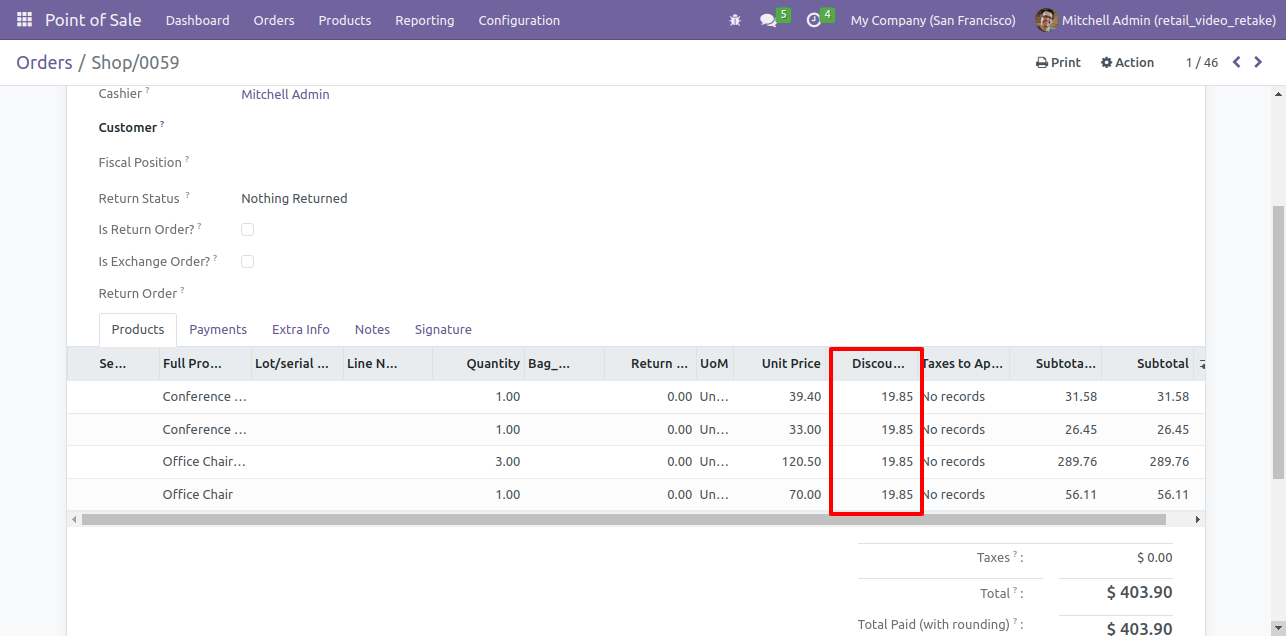 Point of Sale Dashboard Orders Products Reporting Configuration 5 4 My Company (San Francisco) Mitchell Admin (retail_video_retake)
Orders / Shop/0059 Print Action 1 / 46
Cashier ? Mitchell Admin
Customer ?
Fiscal Position ?
Return Status ? Nothing Returned
Is Return Order? ?
Is Exchange Order? ?
Return Order ?
Products Payments Extra Info Notes Signature
Se... Full Pro... Lot/serial ... Line N... Quantity Bag_... Return ... UoM Unit Price Discou... Taxes to Ap... Subtota... Subtotal
Conference ... 1.00 0.00 Un... 39.40 19.85 No records 31.58 31.58
Conference ... 1.00 0.00 Un... 33.00 19.85 No records 26.45 26.45
Office Chair... 3.00 0.00 Un... 120.50 19.85 No records 289.76 289.76
Office Chair 1.00 0.00 Un... 70.00 19.85 No records 56.11 56.11
Taxes ? : $ 0.00
Total ? : $ 403.90
Total Paid (with rounding) ? : $ 403.90